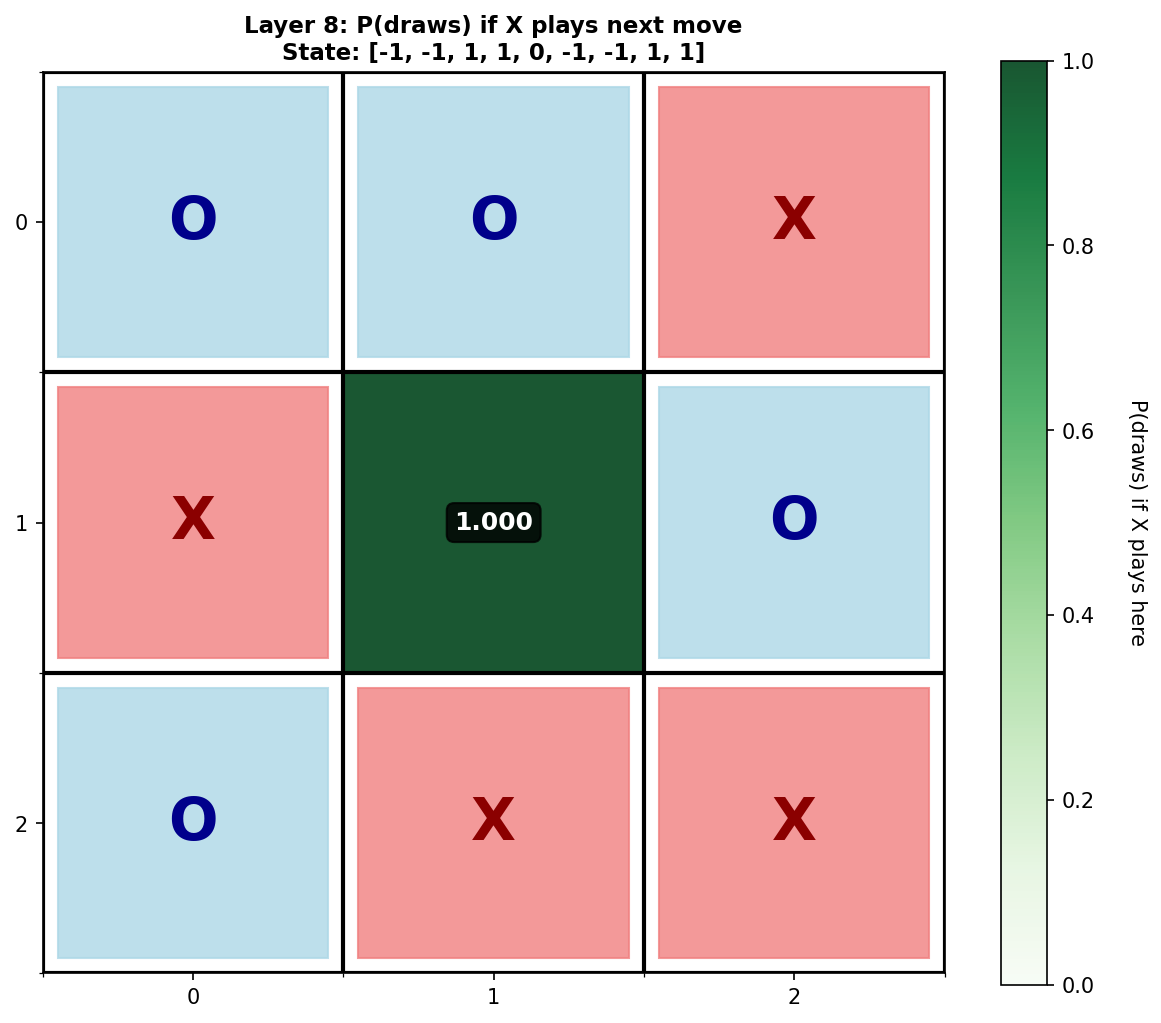 Layer 8: P(draws) if X plays next move
State: [-1, -1, 1, 1, 0, -1, -1, 1, 1]
O
O
X
X
1.000
O
O
X
X
0
1
2
0
1
2
1.0
0.8
0.6
0.4
0.2
0.0
P(draws) if X plays here